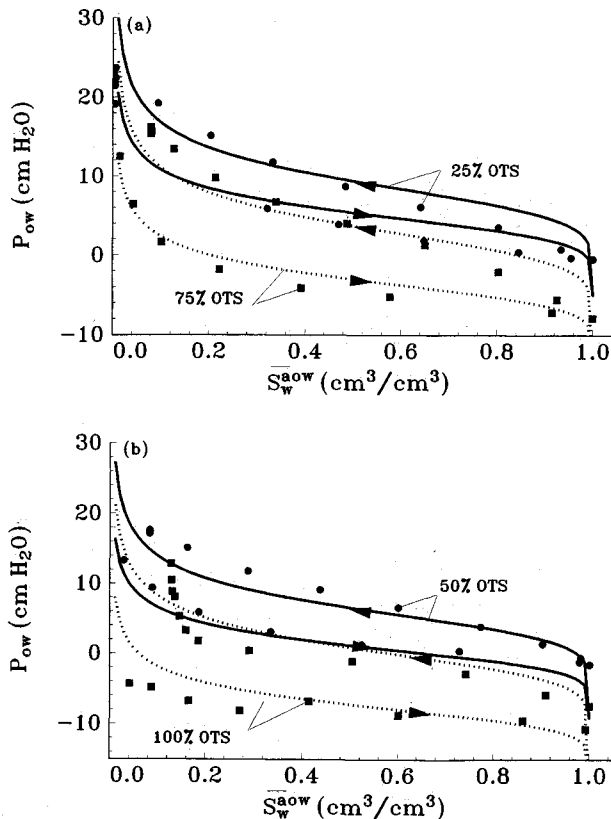 30
(a)
20
10
0
-10
P_ow (cm H₂O)
25% OTS
75% OTS
0.0 0.2 0.4 0.6 0.8 1.0
S_w^aow (cm³/cm³)
30
(b)
20
10
0
-10
P_ow (cm H₂O)
50% OTS
100% OTS
0.0 0.2 0.4 0.6 0.8 1.0
S_w^aow (cm³/cm³)